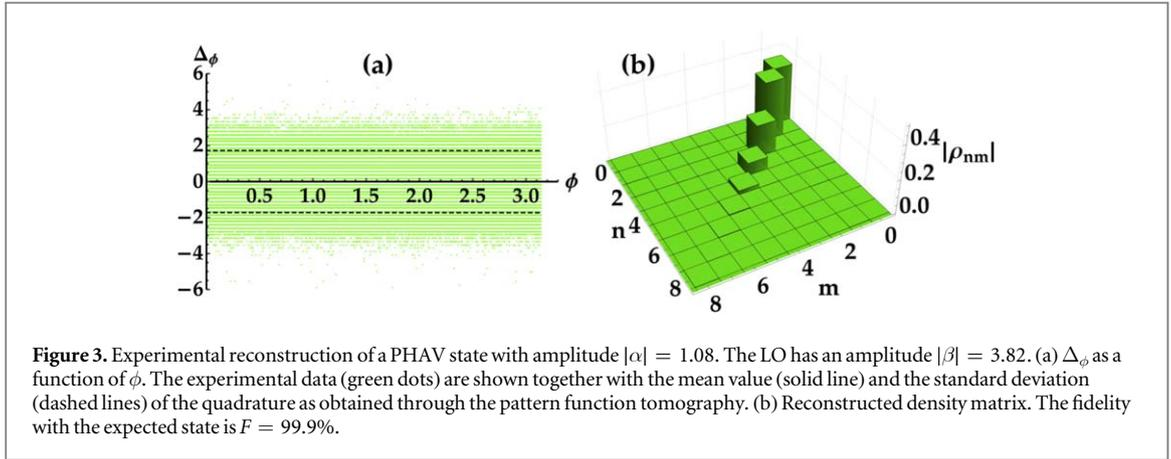 (a)
Δϕ
6
4
2
0
−2
−4
−6
0.5 1.0 1.5 2.0 2.5 3.0 ϕ
(b)
0
2
n 4
6
8
8 6 4 2 0
m
0.4
0.2
0.0
|ρnm|
Figure 3. Experimental reconstruction of a PHAV state with amplitude |α| = 1.08. The LO has an amplitude |β| = 3.82. (a) Δϕ as a
function of ϕ. The experimental data (green dots) are shown together with the mean value (solid line) and the standard deviation
(dashed lines) of the quadrature as obtained through the pattern function tomography. (b) Reconstructed density matrix. The fidelity
with the expected state is F = 99.9%.